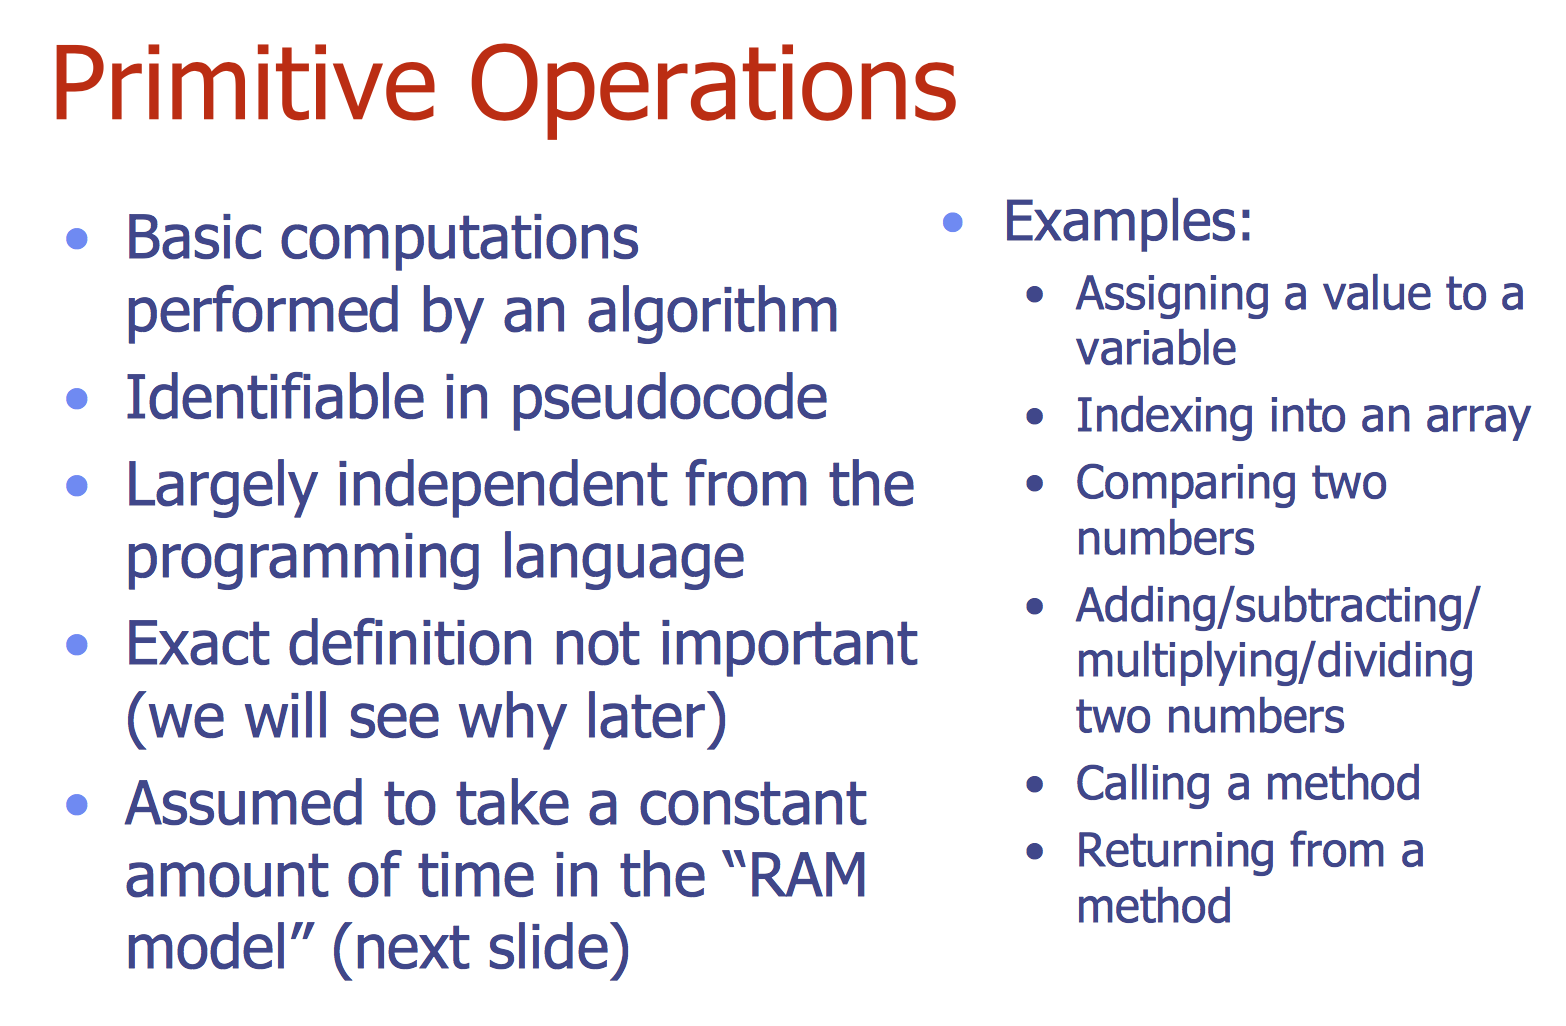 Primitive Operations
• Basic computations
performed by an algorithm
• Identifiable in pseudocode
• Largely independent from the
programming language
• Exact definition not important
(we will see why later)
• Assumed to take a constant
amount of time in the “RAM
model” (next slide)
• Examples:
• Assigning a value to a
variable
• Indexing into an array
• Comparing two
numbers
• Adding/subtracting/
multiplying/dividing
two numbers
• Calling a method
• Returning from a
method